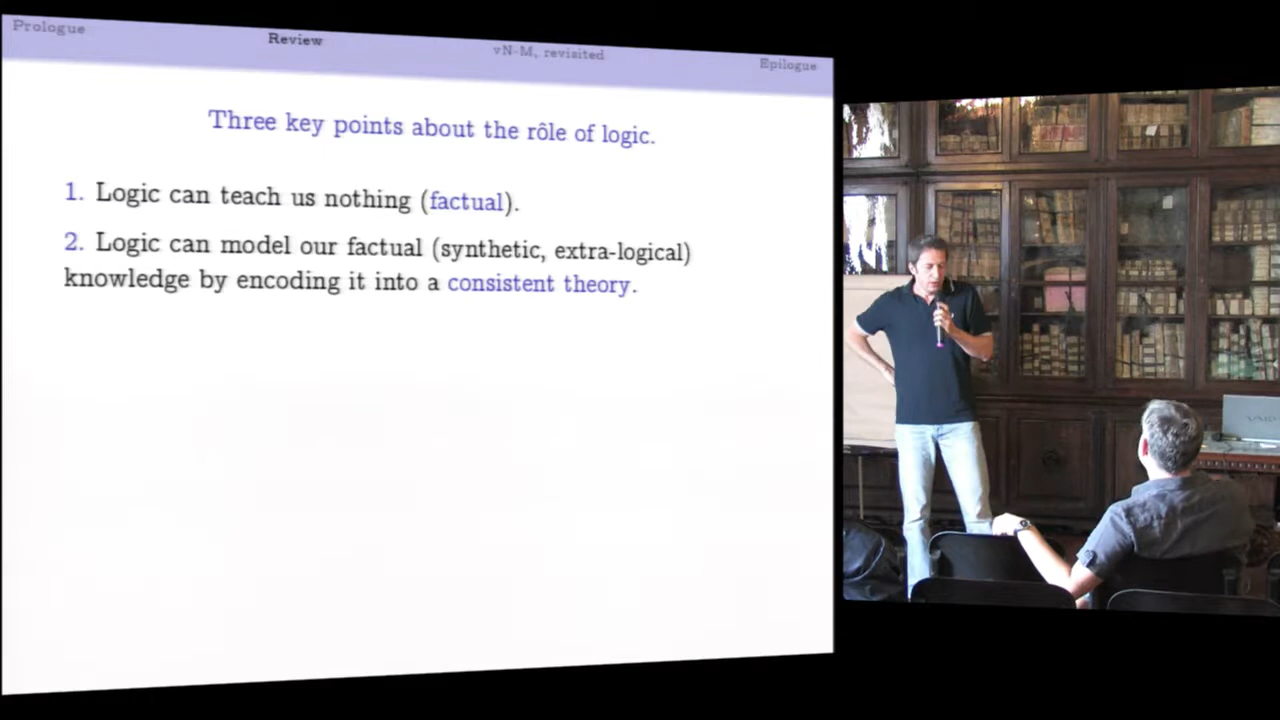 Prologue
Review
vN-M, revisited
Epilogue
Three key points about the rôle of logic.
1. Logic can teach us nothing (factual).
2. Logic can model our factual (synthetic, extra-logical)
knowledge by encoding it into a consistent theory.
VAIO